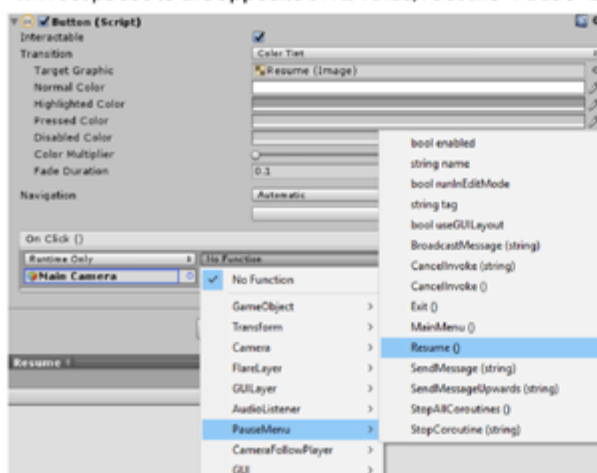 Button (Script)
Interactable
Transition
Color Tint
Target Graphic
Resume (Image)
Normal Color
Highlighted Color
Pressed Color
Disabled Color
Color Multiplier
Fade Duration
0.1
Navigation
Automatic
On Click ()
Runtime Only
No Function
Main Camera
Resume
No Function
GameObject
Transform
Camera
FlareLayer
GUILayer
AudioListener
PauseMenu
CameraFollowPlayer
GUI
bool enabled
string name
bool runInEditMode
string tag
bool useGUILayout
BroadcastMessage (string)
CancelInvoke (string)
CancelInvoke ()
Exit ()
MainMenu ()
Resume ()
SendMessage (string)
SendMessageUpwards (string)
StopAllCoroutines ()
StopCoroutine (string)